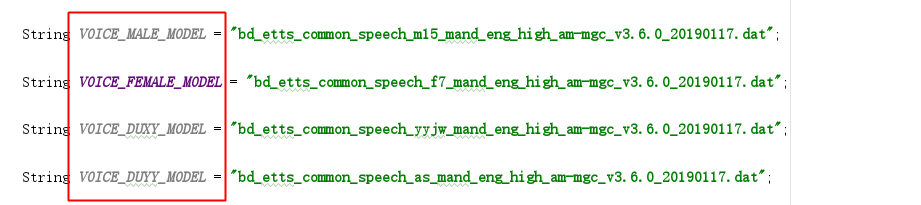 String VOICE_MALE_MODEL = "bd_etts_common_speech_m15_mand_eng_high_am-mgc_v3.6.0_20190117.dat";
String VOICE_FEMALE_MODEL = "bd_etts_common_speech_f7_mand_eng_high_am-mgc_v3.6.0_20190117.dat";
String VOICE_DUXY_MODEL = "bd_etts_common_speech_yyjw_mand_eng_high_am-mgc_v3.6.0_20190117.dat";
String VOICE_DUYY_MODEL = "bd_etts_common_speech_as_mand_eng_high_am-mgc_v3.6.0_20190117.dat";